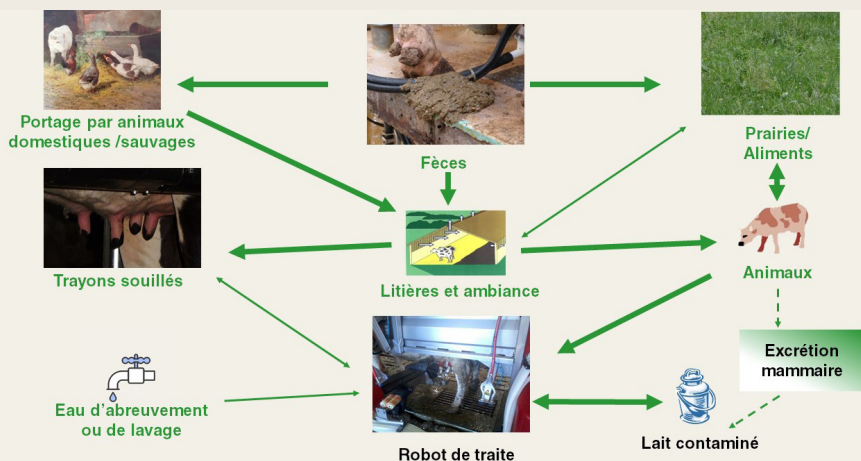 Portage par animaux
domestiques /sauvages
Fèces
Prairies/
Aliments
Trayons souillés
Litières et ambiance
Animaux
Excrétion
mammaire
Eau d’abreuvement
ou de lavage
Lait contaminé
Robot de traite